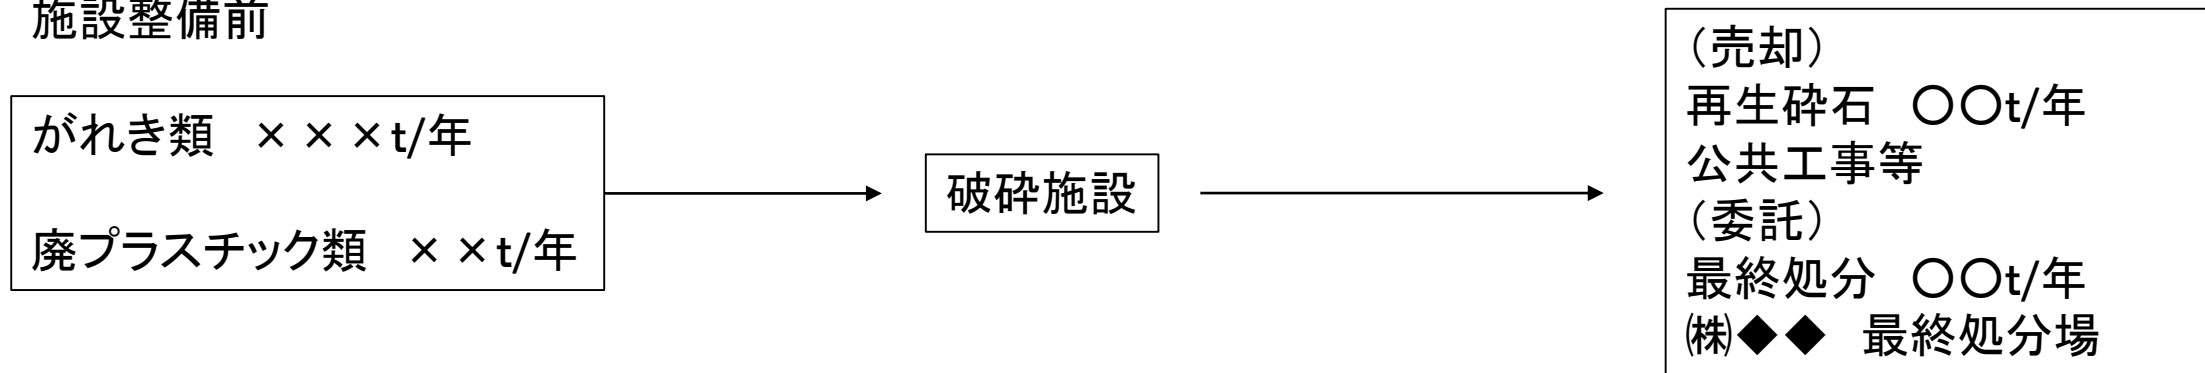 施設整備前
がれき類　×××t/年
廃プラスチック類　××t/年
破砕施設
（売却）
再生砕石　〇〇t/年
公共工事等
（委託）
最終処分　〇〇t/年
㈱◆◆　最終処分場